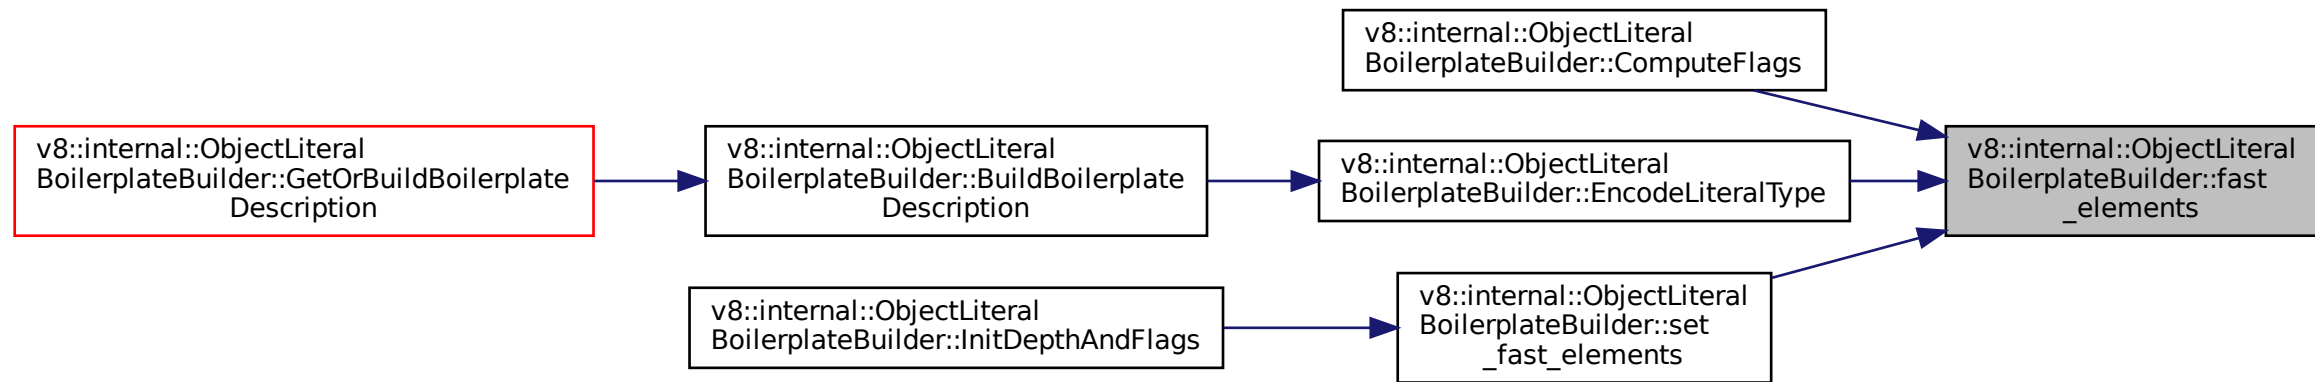 v8::internal::ObjectLiteral
BoilerplateBuilder::ComputeFlags
v8::internal::ObjectLiteral
BoilerplateBuilder::GetOrBuildBoilerplate
Description
v8::internal::ObjectLiteral
BoilerplateBuilder::BuildBoilerplate
Description
v8::internal::ObjectLiteral
BoilerplateBuilder::EncodeLiteralType
v8::internal::ObjectLiteral
BoilerplateBuilder::fast
_elements
v8::internal::ObjectLiteral
BoilerplateBuilder::InitDepthAndFlags
v8::internal::ObjectLiteral
BoilerplateBuilder::set
_fast_elements